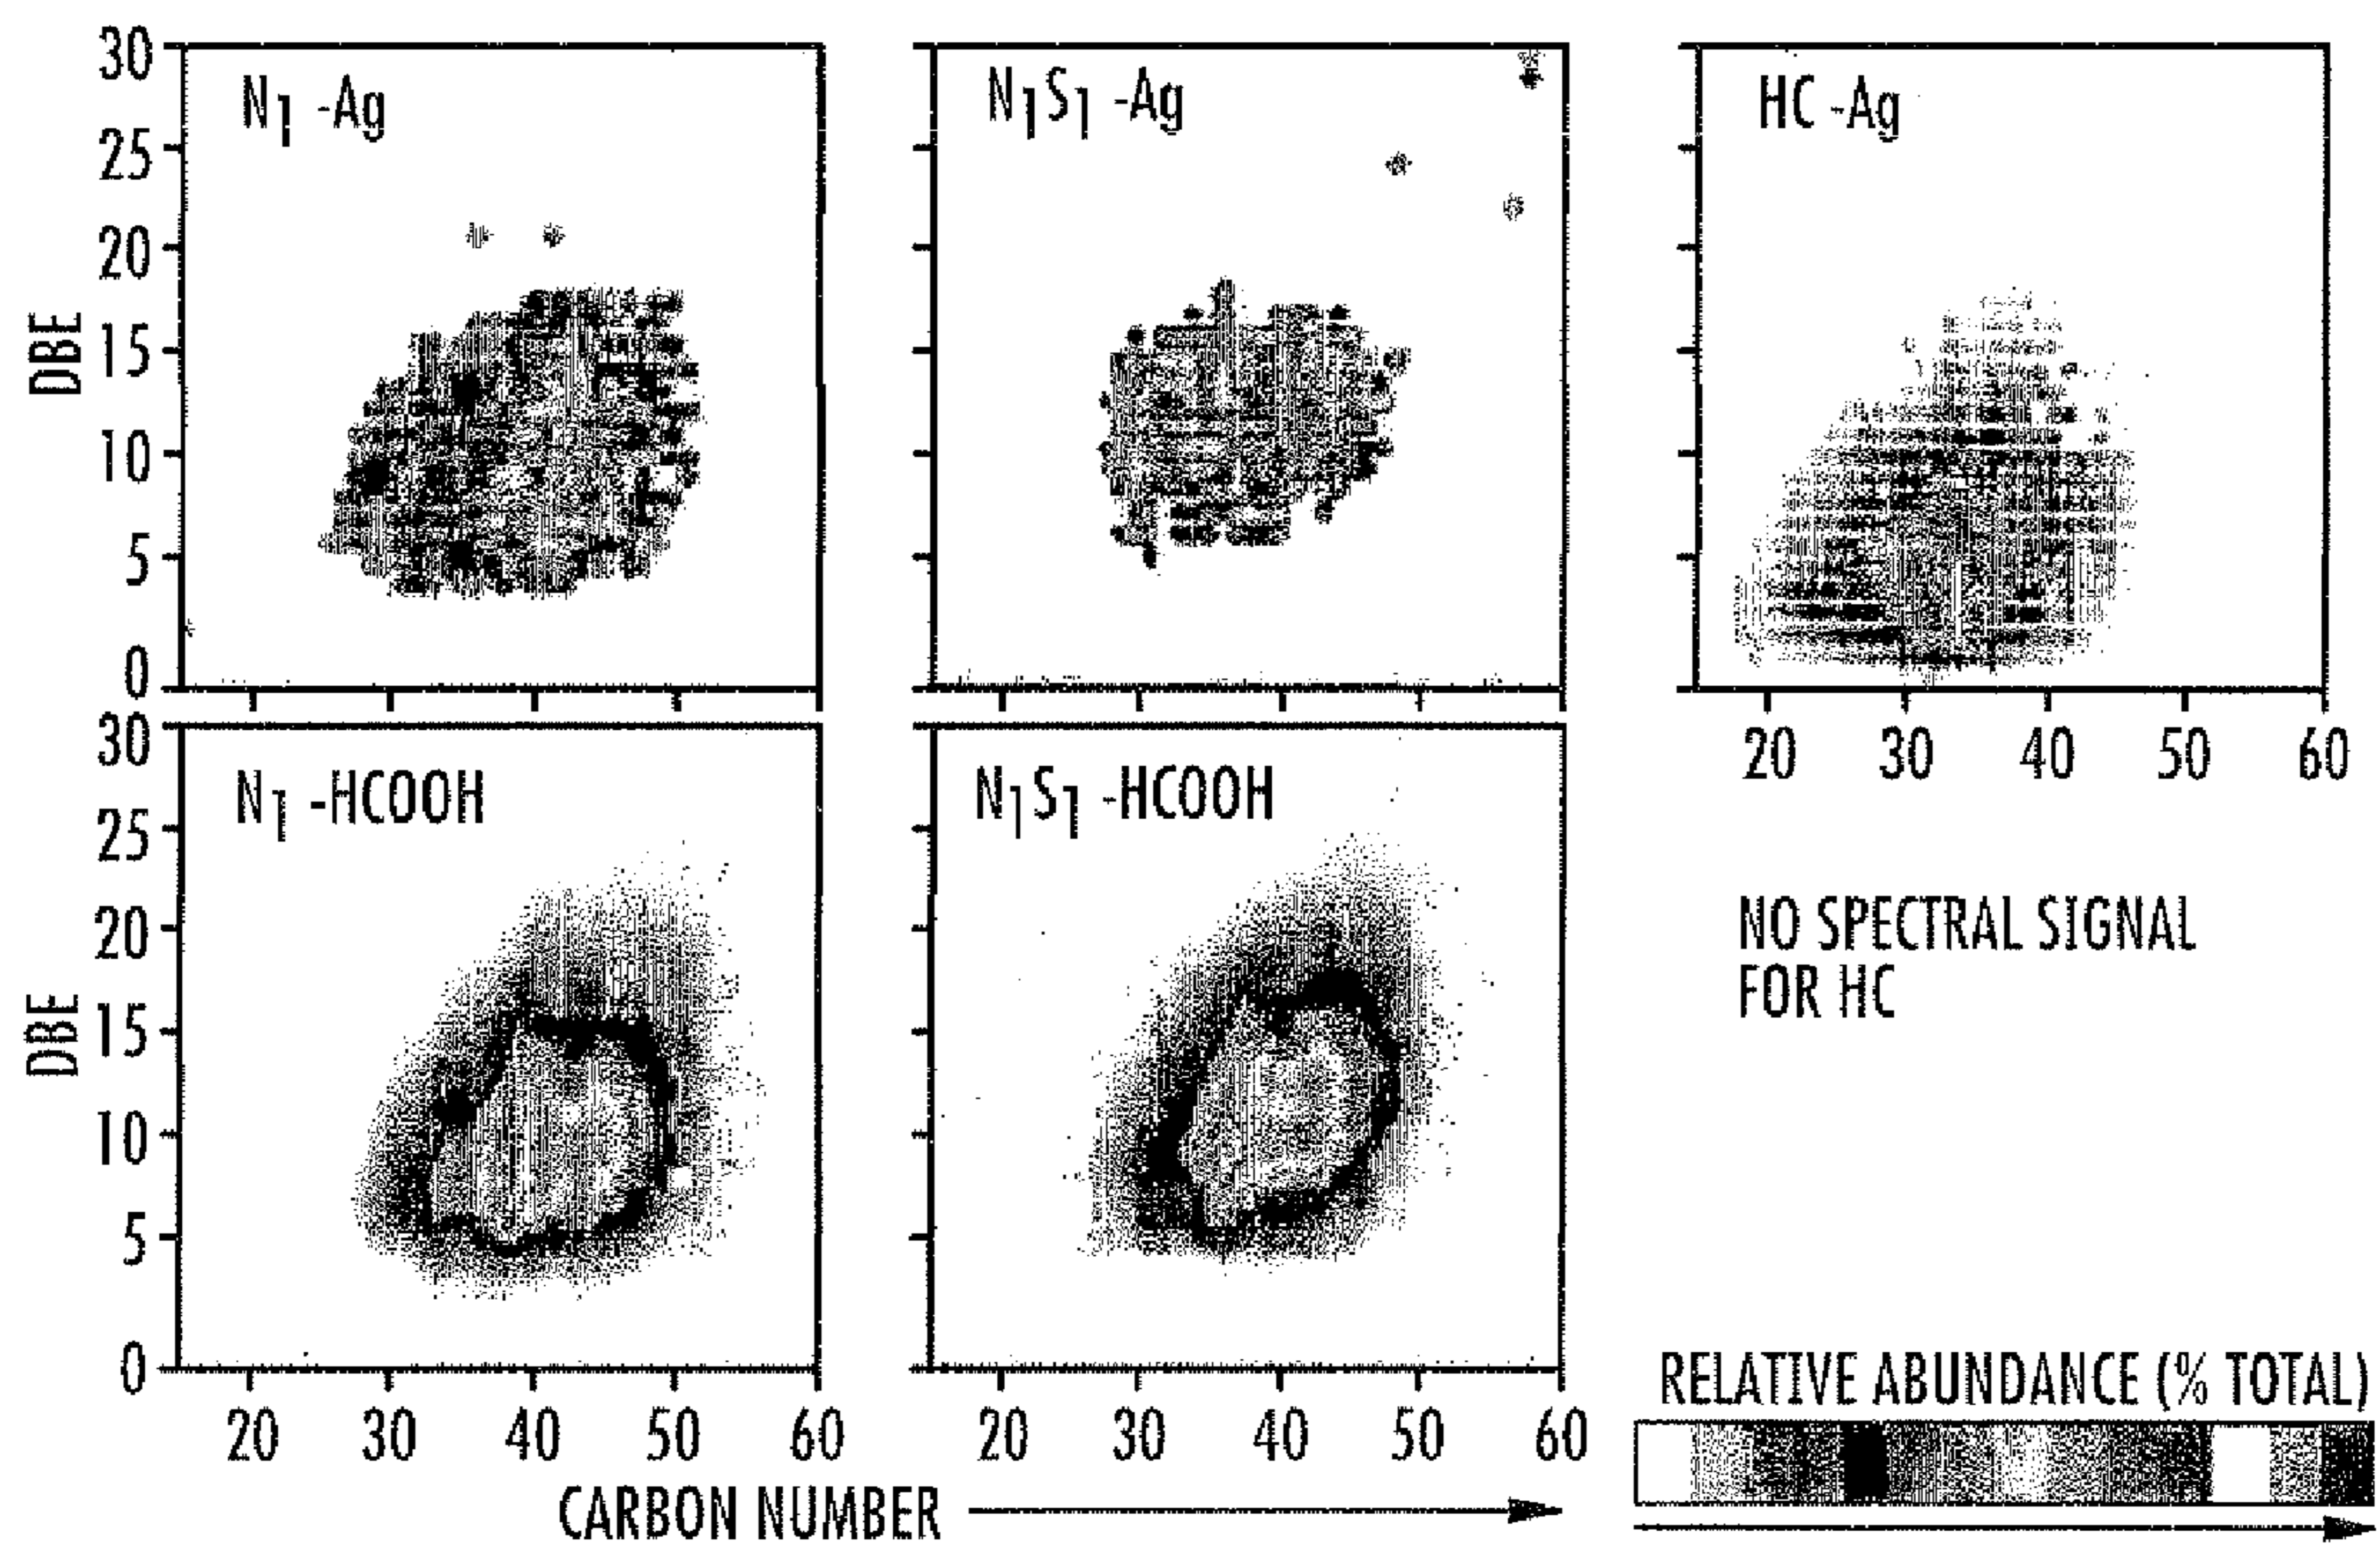 30
25
20
15
10
5
0
DBE
N1 -Ag
N1S1 -Ag
HC -Ag
20 30 40 50 60
30
25
20
15
10
5
0
DBE
N1 -HCOOH
N1S1 -HCOOH
NO SPECTRAL SIGNAL
FOR HC
20 30 40 50 60
20 30 40 50 60
CARBON NUMBER
RELATIVE ABUNDANCE (% TOTAL)